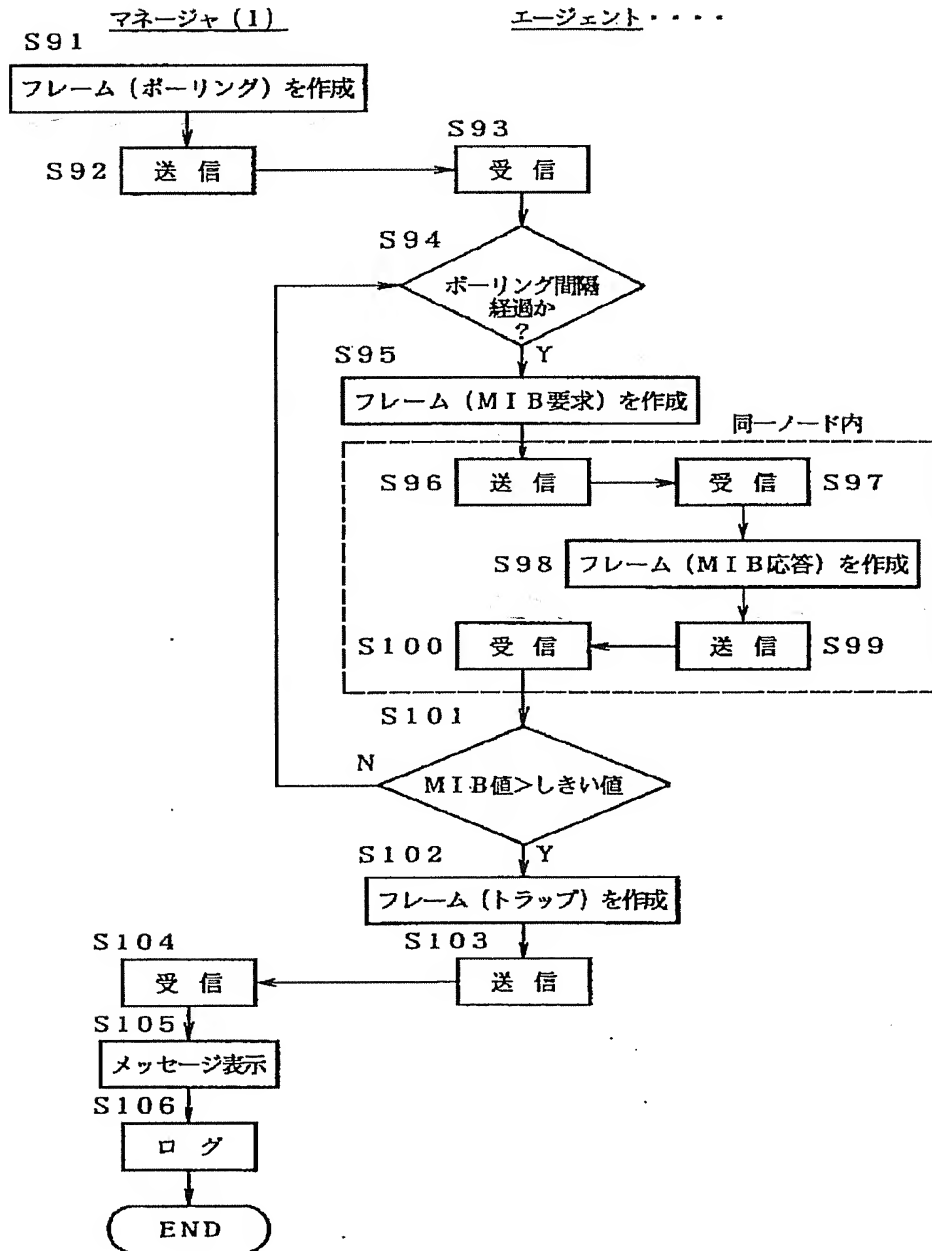 マネージャ (1)
エージェント・・・・
S91
フレーム (ポーリング) を作成
S92
送 信
S93
受 信
S94
ポーリング間隔
経過か
?
Y
S95
フレーム (MIB要求) を作成
同一ノード内
S96
送 信
受 信
S97
S98
フレーム (MIB応答) を作成
S100
受 信
送 信
S99
S101
N
MIB値>しきい値
Y
S102
フレーム (トラップ) を作成
S103
送 信
S104
受 信
S105
メッセージ表示
S106
ロ グ
END